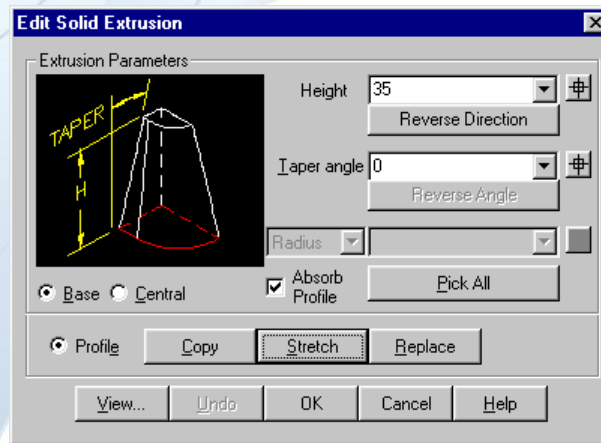 Edit Solid Extrusion
Extrusion Parameters
TAPER
H
Height 35
Reverse Direction
Taper angle 0
Reverse Angle
Radius
Base Central
Absorb
Profile
Pick All
Profile Copy Stretch Replace
View... Undo OK Cancel Help